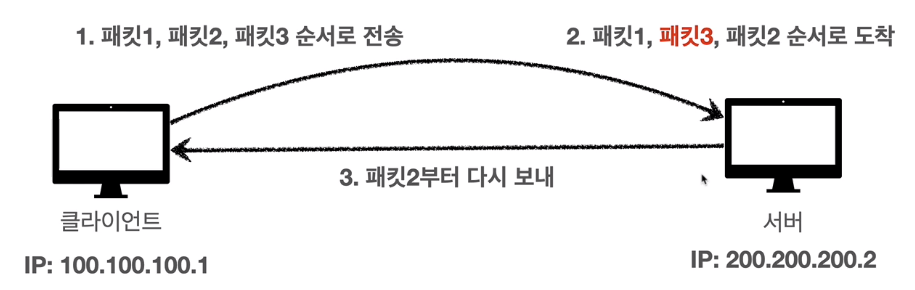 1. 패킷1, 패킷2, 패킷3 순서로 전송
2. 패킷1, 패킷3, 패킷2 순서로 도착
3. 패킷2부터 다시 보내
클라이언트
서버
IP: 100.100.100.1
IP: 200.200.200.2